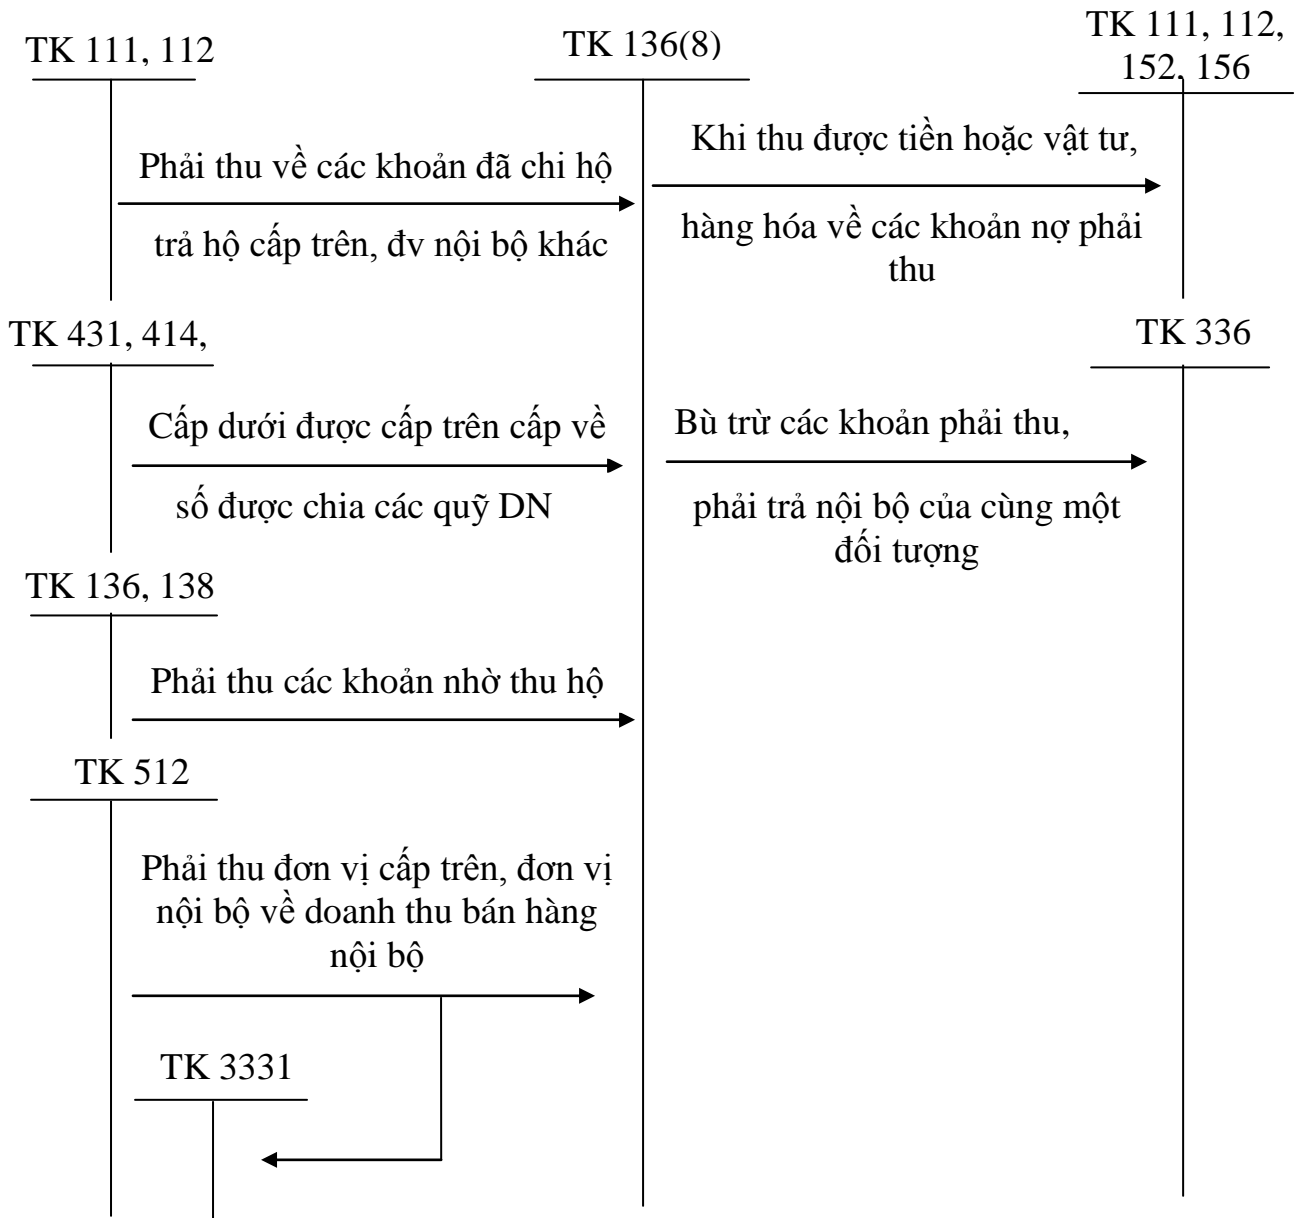 TK 111, 112
TK 136(8)
TK 111, 112,
152, 156
Phải thu về các khoản đã chi hộ
trả hộ cấp trên, đv nội bộ khác
Khi thu được tiền hoặc vật tư,
hàng hóa về các khoản nợ phải
thu
TK 431, 414,
TK 336
Cấp dưới được cấp trên cấp về
số được chia các quỹ DN
Bù trừ các khoản phải thu,
phải trả nội bộ của cùng một
đối tượng
TK 136, 138
Phải thu các khoản nhờ thu hộ
TK 512
Phải thu đơn vị cấp trên, đơn vị
nội bộ về doanh thu bán hàng
nội bộ
TK 3331